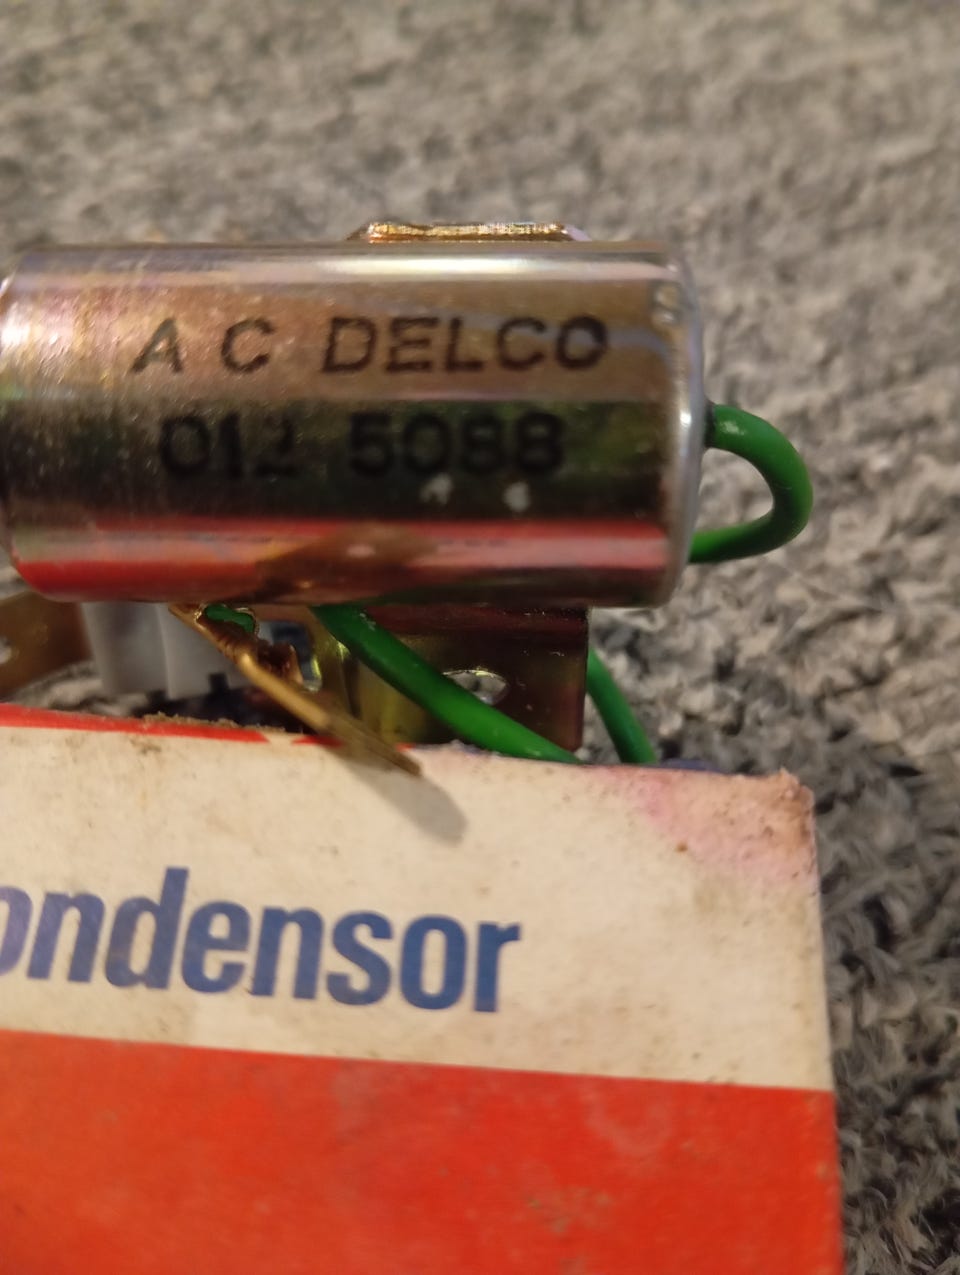 A C DELCO
012 5088
ondensor